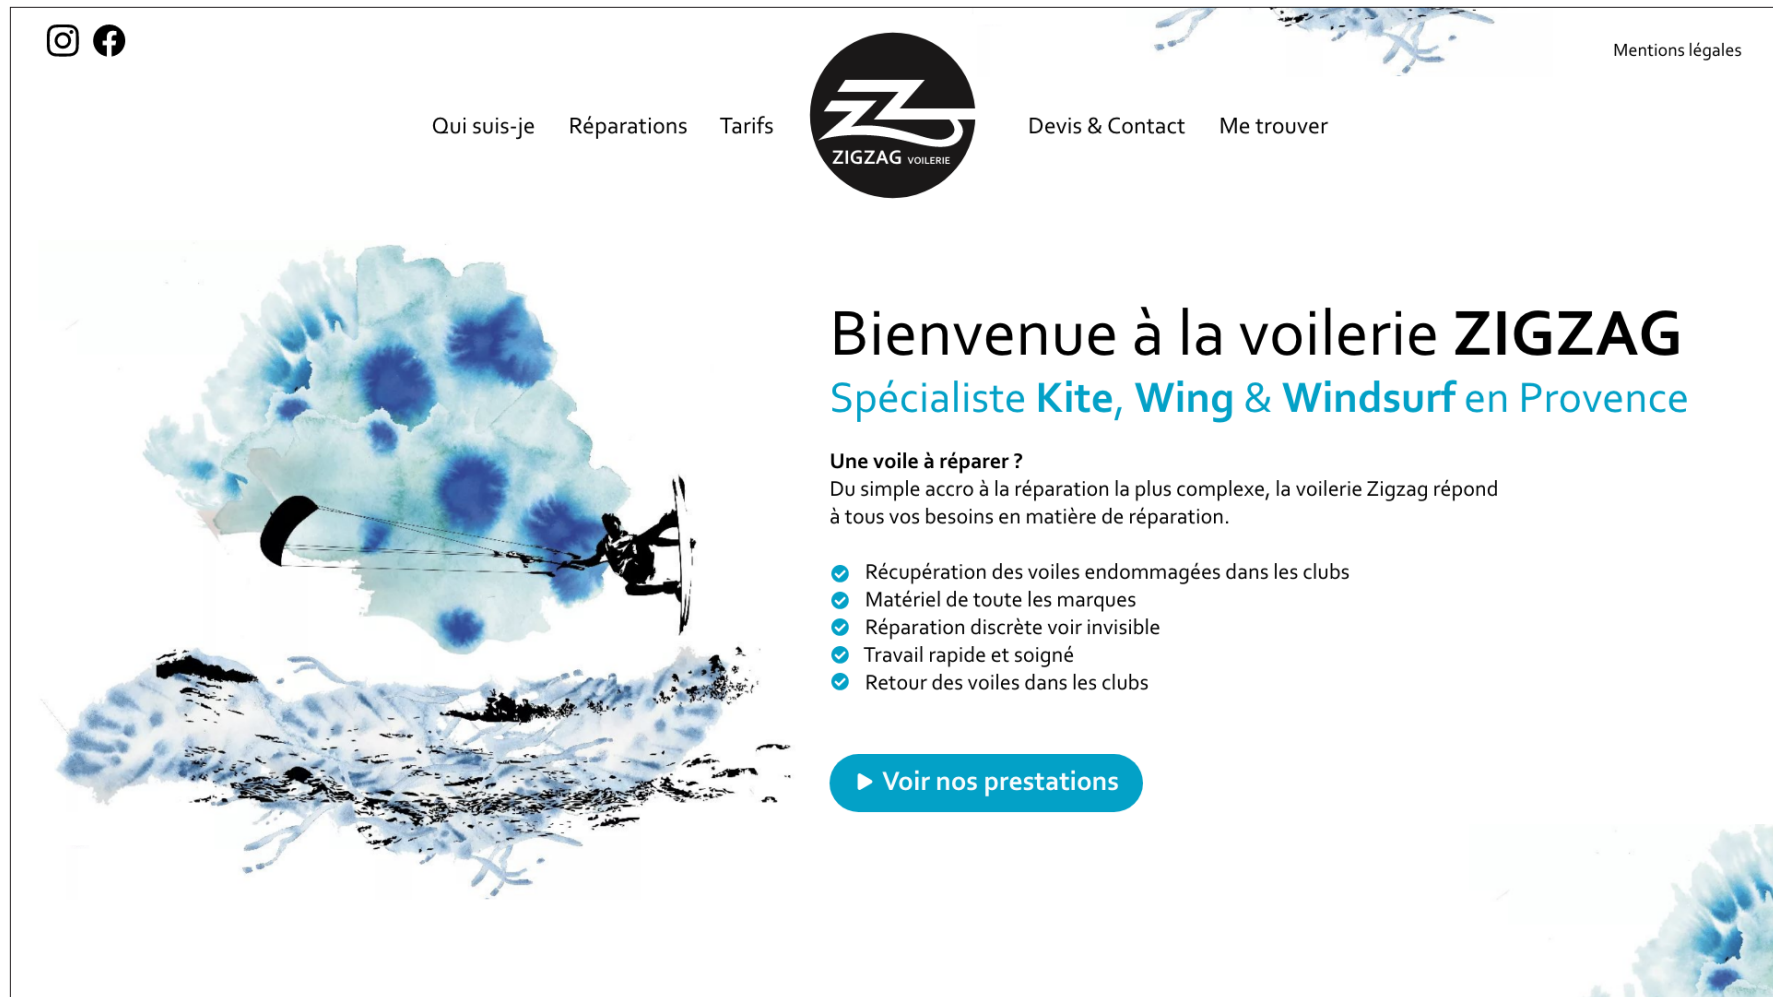 Mentions légales
Qui suis-je
Réparations
Tarifs
ZIGZAG VOILERIE
Devis & Contact
Me trouver
Bienvenue à la voilerie ZIGZAG
Spécialiste Kite, Wing & Windsurf en Provence
Une voile à réparer ?
Du simple accro à la réparation la plus complexe, la voilerie Zigzag répond
à tous vos besoins en matière de réparation.
Récupération des voiles endommagées dans les clubs
Matériel de toute les marques
Réparation discrète voir invisible
Travail rapide et soigné
Retour des voiles dans les clubs
Voir nos prestations